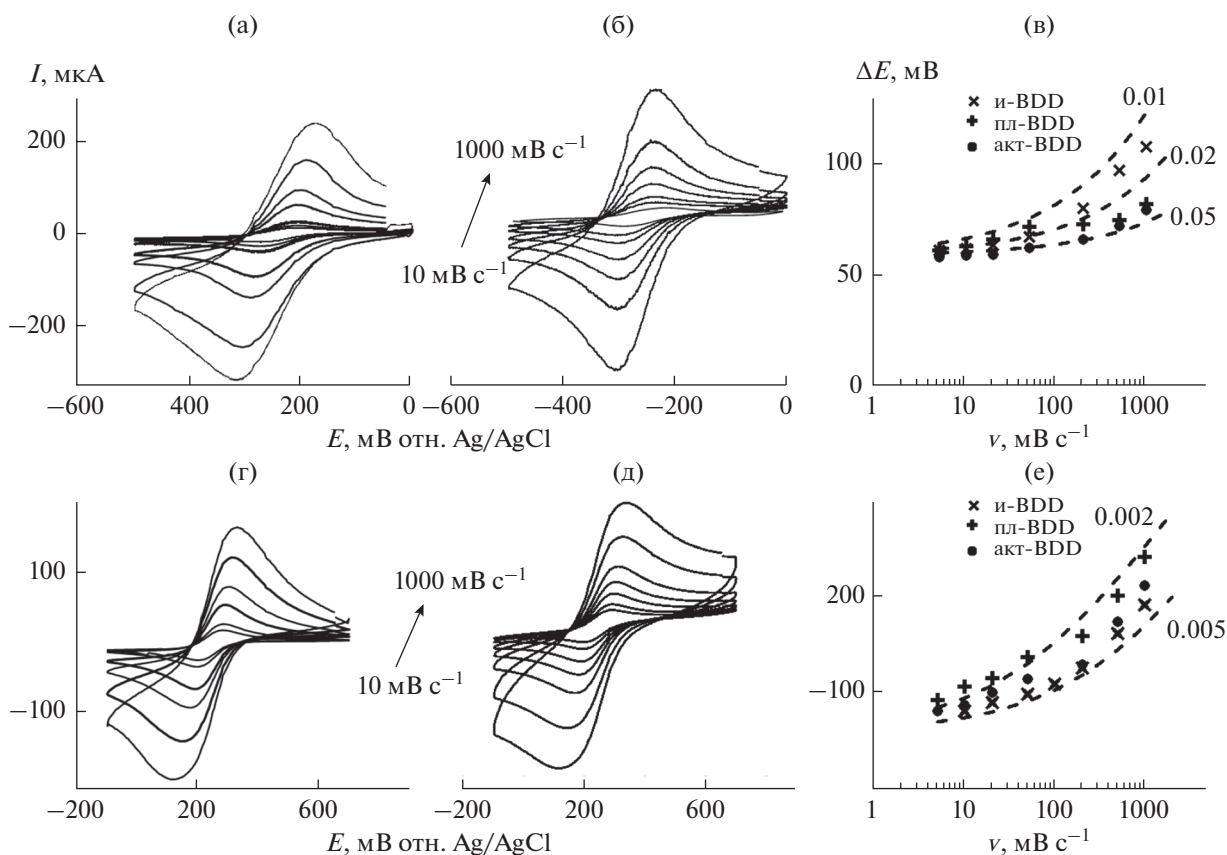 (а)
(б)
(в)
I, мкА
200
0
−200
−600
400
200
0
E, мВ отн. Ag/AgCl
1000 мВ с−1
10 мВ с−1
−600
−400
−200
0
ΔE, мВ
и-BDD
пл-BDD
акт-BDD
0.01
0.02
0.05
100
50
0
1
10
100
1000
v, мВ с−1
(г)
(д)
(е)
100
−100
−200
200
600
E, мВ отн. Ag/AgCl
1000 мВ с−1
10 мВ с−1
−200
200
600
и-BDD
пл-BDD
акт-BDD
0.002
0.005
200
−100
1
10
100
1000
v, мВ с−1